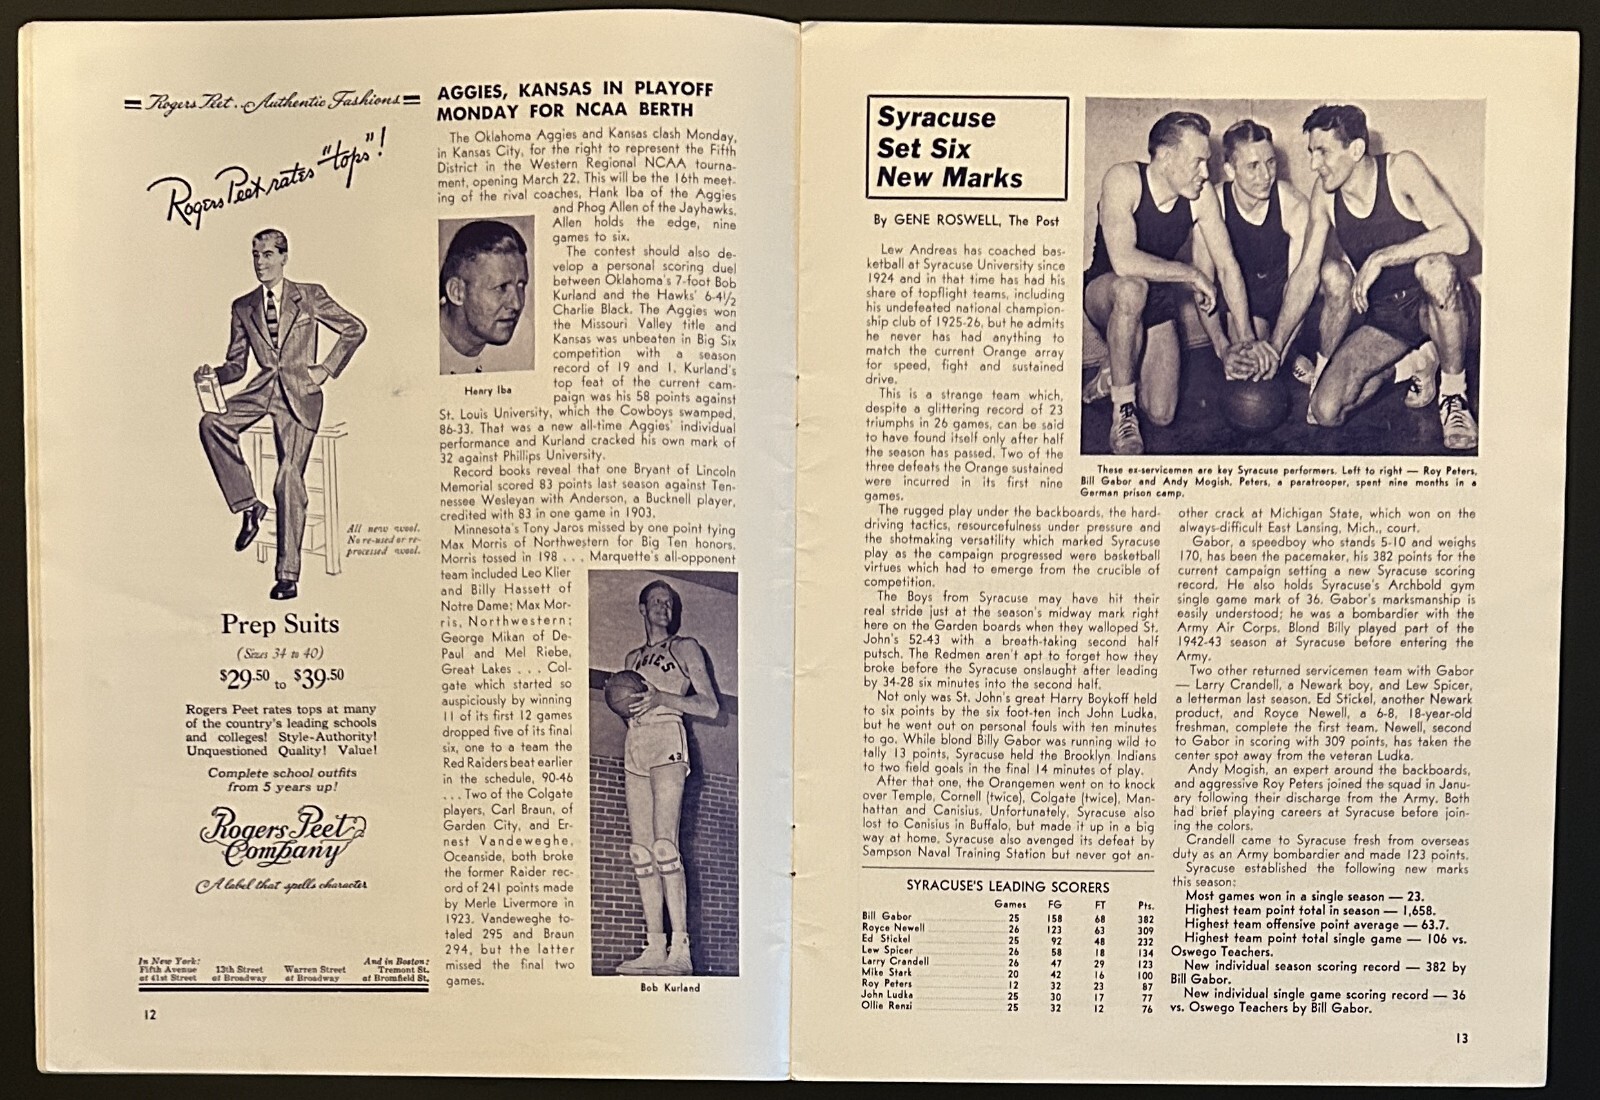 Rogers Peet.. Authentic Fashions
Rogers Peet rates "tops"!
All new wool.
No re-used or re-
processed wool.
Prep Suits
(Sizes 34 to 40)
$29.50 to $39.50
Rogers Peet rates tops at many
of the country's leading schools
and colleges! Style-Authority!
Unquestioned Quality! Value!
Complete school outfits
from 5 years up!
Rogers Peet
Company
A label that spells character
In New York:
Fifth Avenue
at 41st Street
13th Street
at Broadway
Warren Street
at Broadway
And in Boston:
Tremont St.
at Bromfield St.
12
AGGIES, KANSAS IN PLAYOFF
MONDAY FOR NCAA BERTH
The Oklahoma Aggies and Kansas clash Monday,
in Kansas City, for the right to represent the Fifth
District in the Western Regional NCAA tourna-
ment, opening March 22. This will be the 16th meet-
ing of the rival coaches, Hank Iba of the Aggies
and Phog Allen of the Jayhawks.
Allen holds the edge, nine
games to six.
The contest should also de-
velop a personal scoring duel
between Oklahoma's 7-foot Bob
Kurland and the Hawks' 6-4½
Charlie Black. The Aggies won
the Missouri Valley title and
Kansas was unbeaten in Big Six
competition with a season
record of 19 and 1. Kurland's
top feat of the current cam-
paign was his 58 points against
Henry Iba
St. Louis University, which the Cowboys swamped,
86-33. That was a new all-time Aggies' individual
performance and Kurland cracked his own mark of
32 against Phillips University.
Record books reveal that one Bryant of Lincoln
Memorial scored 83 points last season against Ten-
nessee Wesleyan with Anderson, a Bucknell player,
credited with 83 in one game in 1903.
Minnesota's Tony Jaros missed by one point tying
Max Morris of Northwestern for Big Ten honors.
Morris tossed in 198 . . . Marquette's all-opponent
team included Leo Klier
and Billy Hassett of
Notre Dame; Max Mor-
ris, Northwestern;
George Mikan of De-
Paul and Mel Riebe,
Great Lakes . . . Col-
gate which started so
auspiciously by winning
11 of its first 12 games
dropped five of its final
six, one to a team the
Red Raiders beat earlier
in the schedule, 90-46
. . . Two of the Colgate
players, Carl Braun, of
Garden City, and Er-
nest Vandeweghe,
Oceanside, both broke
the former Raider rec-
ord of 241 points made
by Merle Livermore in
1923. Vandeweghe to-
taled 295 and Braun
294, but the latter
missed the final two
games.
AGGIES
43
Bob Kurland
Syracuse
Set Six
New Marks
By GENE ROSWELL, The Post
Lew Andreas has coached bas-
ketball at Syracuse University since
1924 and in that time has had his
share of topflight teams, including
his undefeated national champion-
ship club of 1925-26, but he admits
he never has had anything to
match the current Orange array
for speed, fight and sustained
drive.
This is a strange team which,
despite a glittering record of 23
triumphs in 26 games, can be said
to have found itself only after half
the season has passed. Two of the
three defeats the Orange sustained
were incurred in its first nine
games.
The rugged play under the backboards, the hard-
driving tactics, resourcefulness under pressure and
the shotmaking versatility which marked Syracuse
play as the campaign progressed were basketball
virtues which had to emerge from the crucible of
competition.
The Boys from Syracuse may have hit their
real stride just at the season's midway mark right
here on the Garden boards when they walloped St.
John's 52-43 with a breath-taking second half
putsch. The Redmen aren't apt to forget how they
broke before the Syracuse onslaught after leading
by 34-28 six minutes into the second half.
Not only was St. John's great Harry Boykoff held
to six points by the six foot-ten inch John Ludka,
but he went out on personal fouls with ten minutes
to go. While blond Billy Gabor was running wild to
tally 13 points, Syracuse held the Brooklyn Indians
to two field goals in the final 14 minutes of play.
After that one, the Orangemen went on to knock
over Temple, Cornell (twice), Colgate (twice), Man-
hattan and Canisius. Unfortunately, Syracuse also
lost to Canisius in Buffalo, but made it up in a big
way at home. Syracuse also avenged its defeat by
Sampson Naval Training Station but never got an-
SYRACUSE'S LEADING SCORERS
Games FG FT Pts.
Bill Gabor 25 158 68 382
Royce Newell 26 123 63 309
Ed Stickel 25 92 48 232
Lew Spicer 26 58 18 134
Larry Crandell 26 47 29 123
Mike Stark 20 42 16 100
Roy Peters 12 32 23 87
John Ludka 25 30 17 77
Ollie Renzi 25 32 12 76
These ex-servicemen are key Syracuse performers. Left to right — Roy Peters,
Bill Gabor and Andy Mogish. Peters, a paratrooper, spent nine months in a
German prison camp.
other crack at Michigan State, which won on the
always-difficult East Lansing, Mich., court.
Gabor, a speedboy who stands 5-10 and weighs
170, has been the pacemaker, his 382 points for the
current campaign setting a new Syracuse scoring
record. He also holds Syracuse's Archbold gym
single game mark of 36. Gabor's marksmanship is
easily understood; he was a bombardier with the
Army Air Corps. Blond Billy played part of the
1942-43 season at Syracuse before entering the
Army.
Two other returned servicemen team with Gabor
— Larry Crandell, a Newark boy, and Lew Spicer,
a letterman last season. Ed Stickel, another Newark
product, and Royce Newell, a 6-8, 18-year-old
freshman, complete the first team. Newell, second
to Gabor in scoring with 309 points, has taken the
center spot away from the veteran Ludka.
Andy Mogish, an expert around the backboards,
and aggressive Roy Peters joined the squad in Janu-
ary following their discharge from the Army. Both
had brief playing careers at Syracuse before join-
ing the colors.
Crandell came to Syracuse fresh from overseas
duty as an Army bombardier and made 123 points.
Syracuse established the following new marks
this season:
Most games won in a single season — 23.
Highest team point total in season — 1,658.
Highest offensive point average — 63.7.
Highest team point total single game — 106 vs.
Oswego Teachers.
New individual season scoring record — 382 by
Bill Gabor.
New individual single game scoring record — 36
vs. Oswego Teachers by Bill Gabor.
13